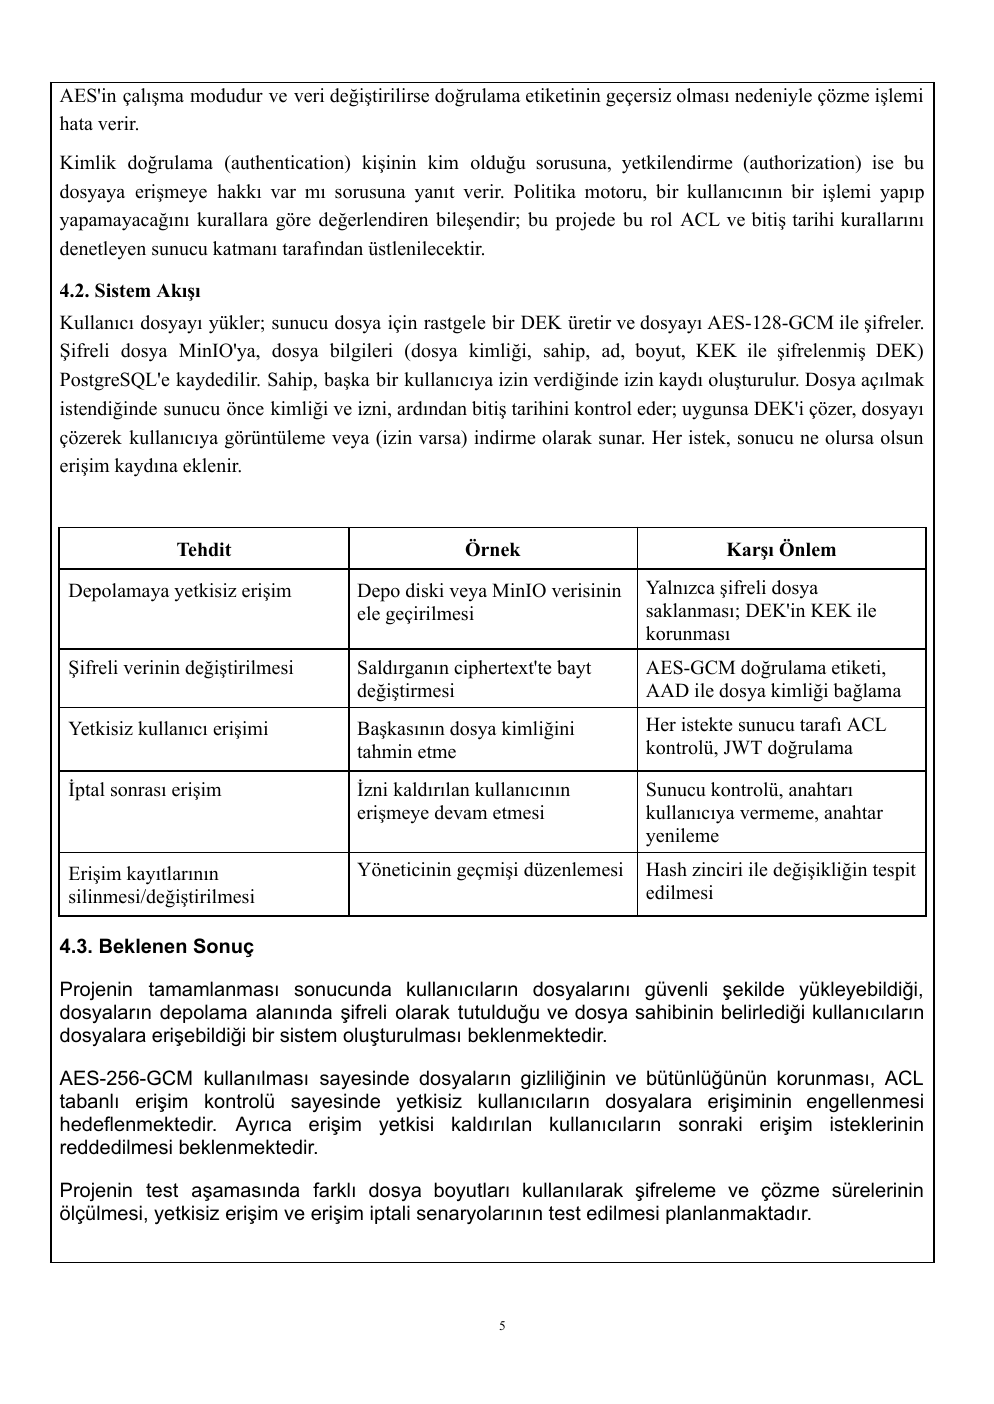 AES'in çalışma modudur ve veri değiştirilirse doğrulama etiketinin geçersiz olması nedeniyle çözme işlemi
hata verir.
Kimlik doğrulama (authentication) kişinin kim olduğu sorusuna, yetkilendirme (authorization) ise bu
dosyaya erişmeye hakkı var mı sorusuna yanıt verir. Politika motoru, bir kullanıcının bir işlemi yapıp
yapamayacağını kurallara göre değerlendiren bileşendir; bu projede bu rol ACL ve bitiş tarihi kurallarını
denetleyen sunucu katmanı tarafından üstlenilecektir.
4.2. Sistem Akışı
Kullanıcı dosyayı yükler; sunucu dosya için rastgele bir DEK üretir ve dosyayı AES-128-GCM ile şifreler.
Şifreli dosya MinIO'ya, dosya bilgileri (dosya kimliği, sahip, ad, boyut, KEK ile şifrelenmiş DEK)
PostgreSQL'e kaydedilir. Sahip, başka bir kullanıcıya izin verdiğinde izin kaydı oluşturulur. Dosya açılmak
istendiğinde sunucu önce kimliği ve izni, ardından bitiş tarihini kontrol eder; uygunsa DEK'i çözer, dosyayı
çözerek kullanıcıya görüntüleme veya (izin varsa) indirme olarak sunar. Her istek, sonucu ne olursa olsun
erişim kaydına eklenir.
Tehdit
Örnek
Karşı Önlem
Depolamaya yetkisiz erişim
Depo diski veya MinIO verisinin
ele geçirilmesi
Yalnızca şifreli dosya
saklanması; DEK'in KEK ile
korunması
Şifreli verinin değiştirilmesi
Saldırganın ciphertext'te bayt
değiştirmesi
AES-GCM doğrulama etiketi,
AAD ile dosya kimliği bağlama
Yetkisiz kullanıcı erişimi
Başkasının dosya kimliğini
tahmin etme
Her istekte sunucu tarafı ACL
kontrolü, JWT doğrulama
İptal sonrası erişim
İzni kaldırılan kullanıcının
erişmeye devam etmesi
Sunucu kontrolü, anahtarı
kullanıcıya vermeme, anahtar
yenileme
Erişim kayıtlarının
silinmesi/değiştirilmesi
Yöneticinin geçmişi düzenlemesi
Hash zinciri ile değişikliğin tespit
edilmesi
4.3. Beklenen Sonuç
Projenin tamamlanması sonucunda kullanıcıların dosyalarını güvenli şekilde yükleyebildiği,
dosyaların depolama alanında şifreli olarak tutulduğu ve dosya sahibinin belirlediği kullanıcıların
dosyalara erişebildiği bir sistem oluşturulması beklenmektedir.
AES-256-GCM kullanılması sayesinde dosyaların gizliliğinin ve bütünlüğünün korunması, ACL
tabanlı erişim kontrolü sayesinde yetkisiz kullanıcıların dosyalara erişiminin engellenmesi
hedeflenmektedir. Ayrıca erişim yetkisi kaldırılan kullanıcıların sonraki erişim isteklerinin
reddedilmesi beklenmektedir.
Projenin test aşamasında farklı dosya boyutları kullanılarak şifreleme ve çözme sürelerinin
ölçülmesi, yetkisiz erişim ve erişim iptali senaryolarının test edilmesi planlanmaktadır.
5